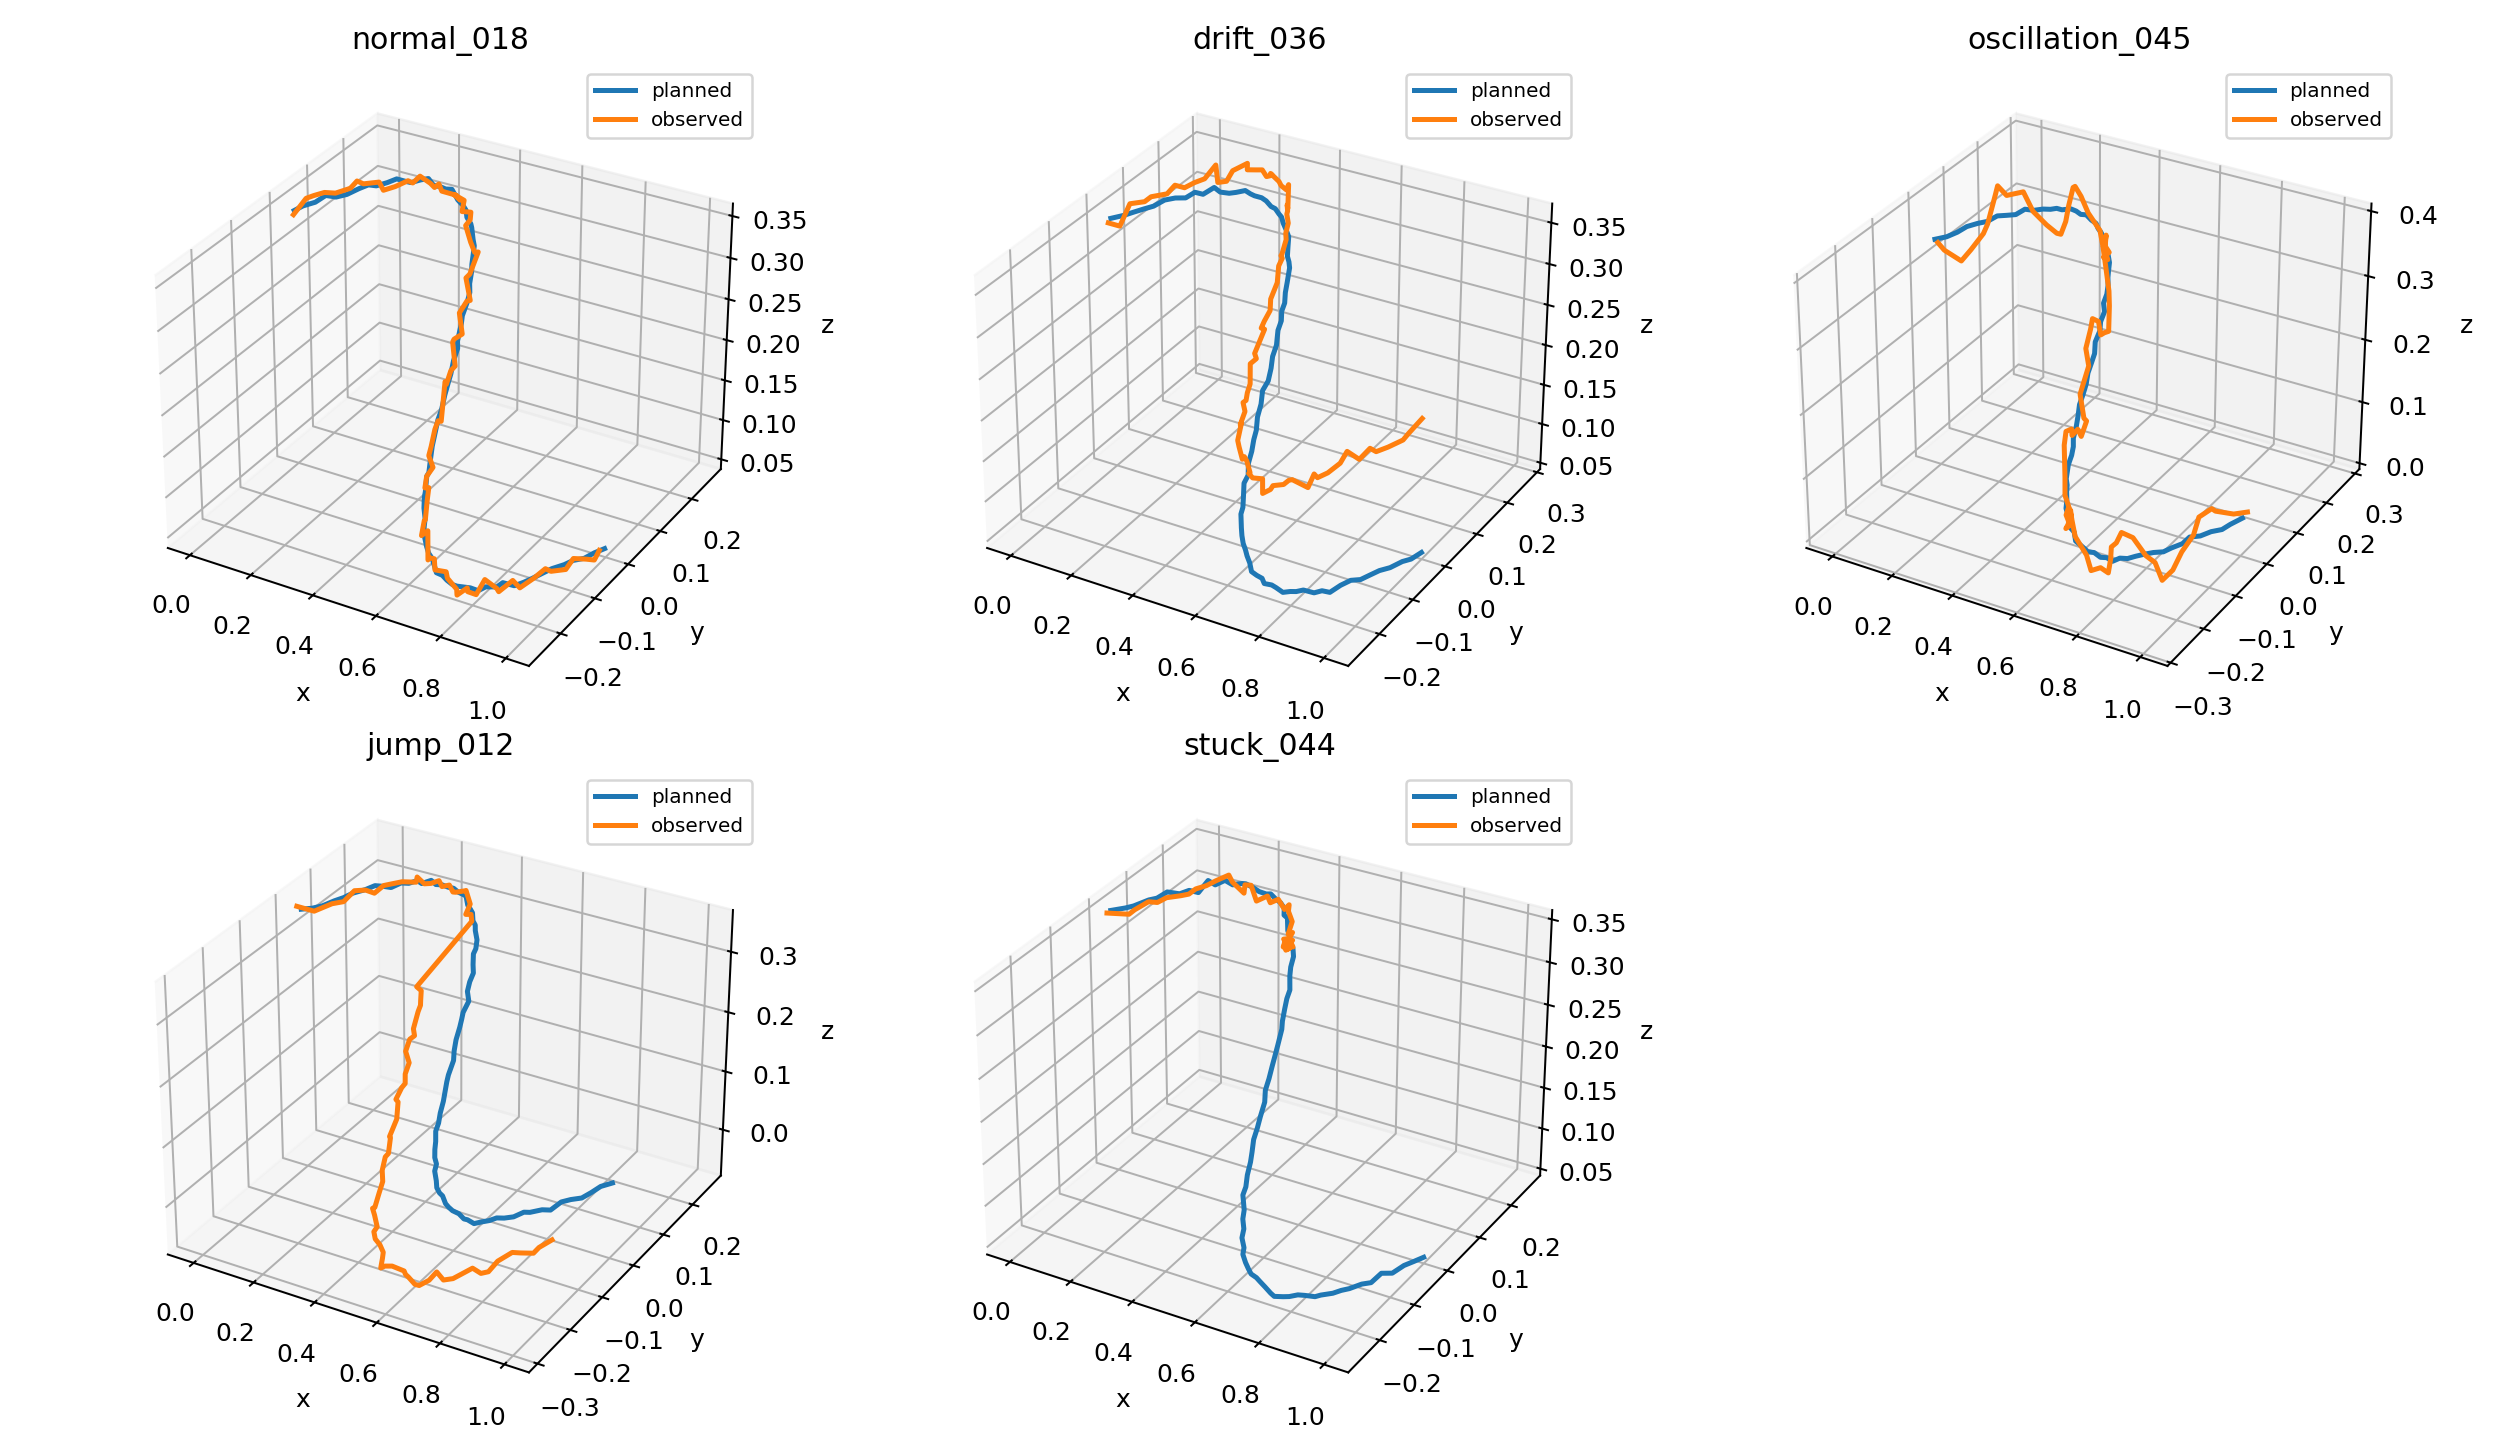 normal_018
planned
observed
0.35
0.30
0.25
0.20
0.15
0.10
0.05
z
0.2
0.1
0.0
−0.1
−0.2
y
0.0
0.2
0.4
0.6
0.8
1.0
x
drift_036
planned
observed
0.35
0.30
0.25
0.20
0.15
0.10
0.05
z
0.3
0.2
0.1
0.0
−0.1
−0.2
y
0.0
0.2
0.4
0.6
0.8
1.0
x
oscillation_045
planned
observed
0.4
0.3
0.2
0.1
0.0
z
0.3
0.2
0.1
0.0
−0.1
−0.2
−0.3
y
0.0
0.2
0.4
0.6
0.8
1.0
x
jump_012
planned
observed
0.3
0.2
0.1
0.0
z
0.2
0.1
0.0
−0.1
−0.2
−0.3
y
0.0
0.2
0.4
0.6
0.8
1.0
x
stuck_044
planned
observed
0.35
0.30
0.25
0.20
0.15
0.10
0.05
z
0.2
0.1
0.0
−0.1
−0.2
y
0.0
0.2
0.4
0.6
0.8
1.0
x